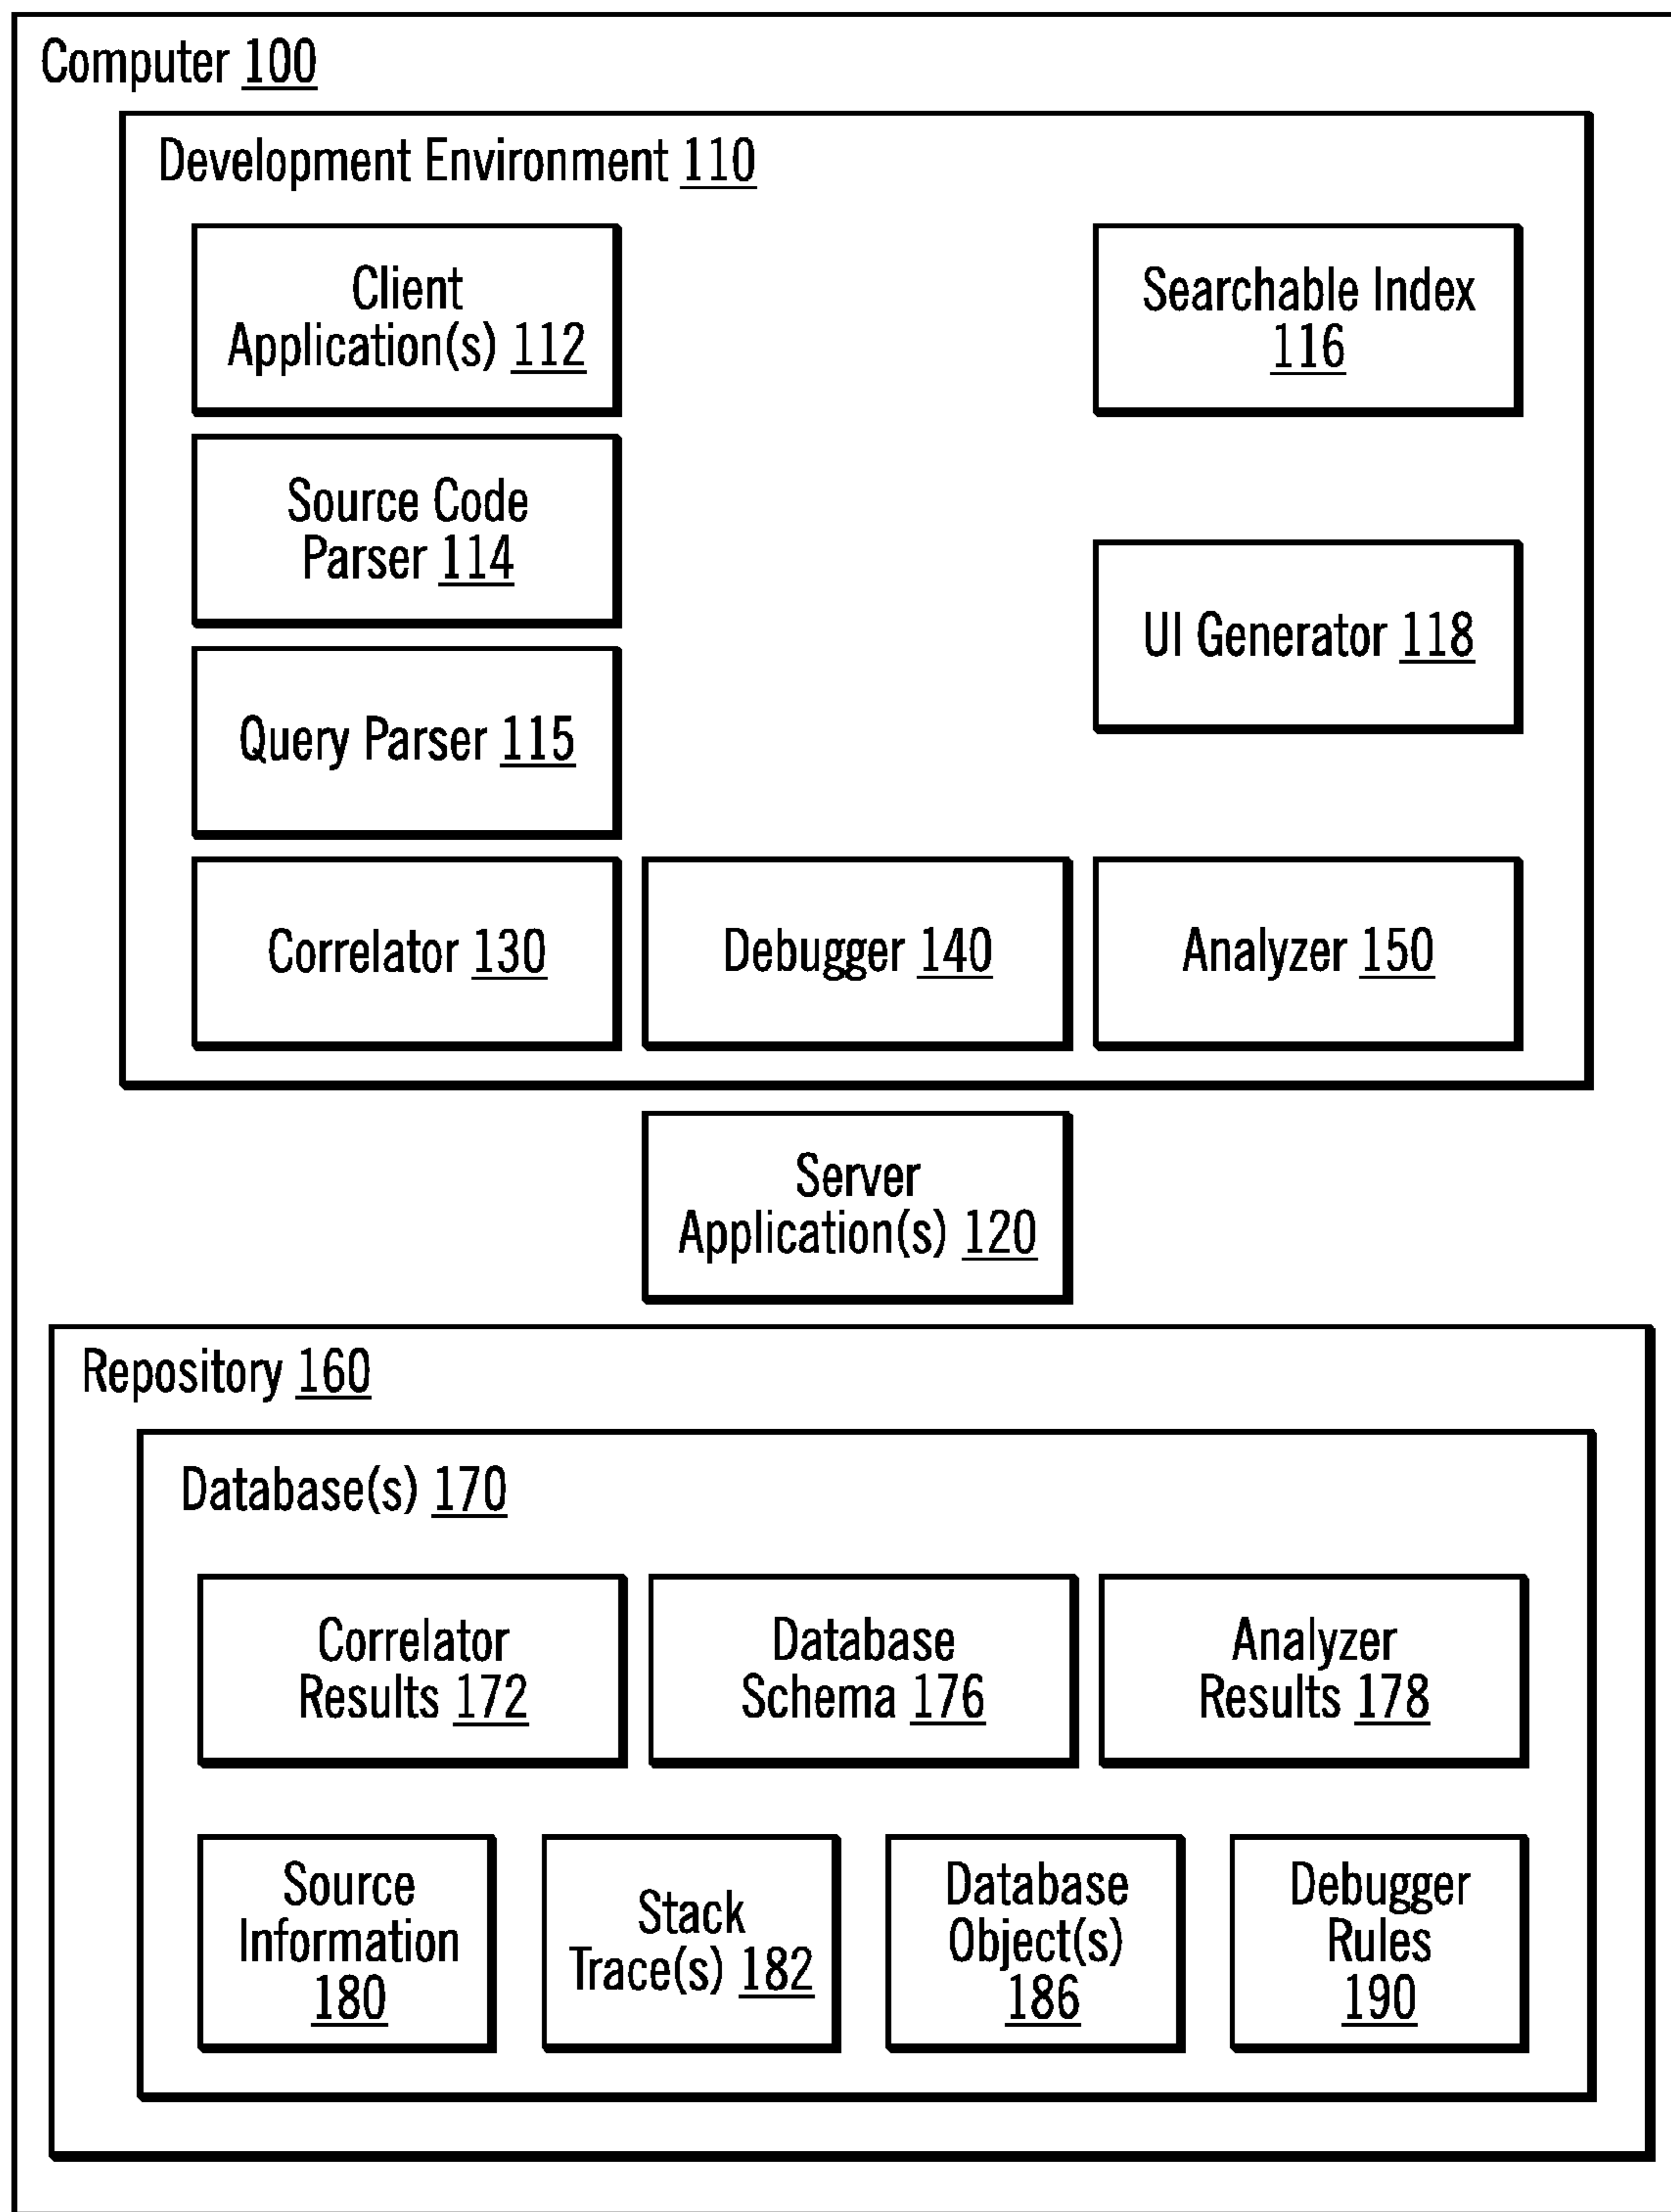 Computer 100
Development Environment 110
Client
Application(s) 112
Searchable Index
116
Source Code
Parser 114
UI Generator 118
Query Parser 115
Correlator 130
Debugger 140
Analyzer 150
Server
Application(s) 120
Repository 160
Database(s) 170
Correlator
Results 172
Database
Schema 176
Analyzer
Results 178
Source
Information
180
Stack
Trace(s) 182
Database
Object(s)
186
Debugger
Rules
190